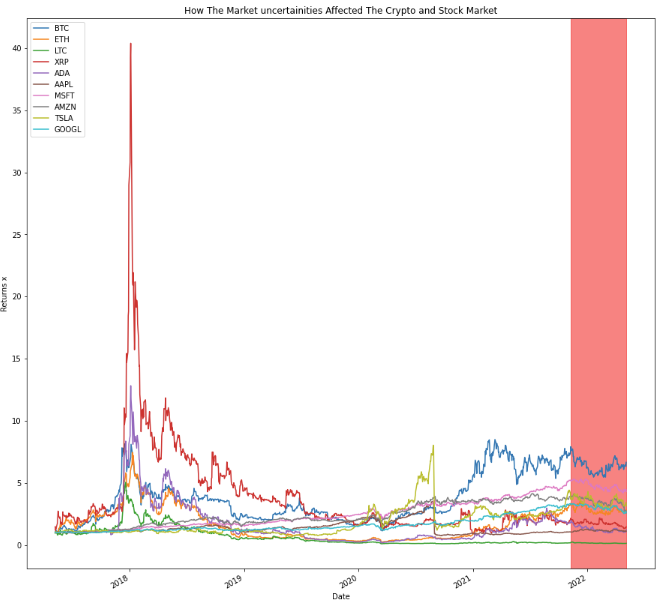 How The Market uncertainities Affected The Crypto and Stock Market
BTC
ETH
LTC
XRP
ADA
AAPL
MSFT
AMZN
TSLA
GOOGL
40
35
30
25
20
15
10
5
0
Returns x
2018
2019
2020
2021
2022
Date